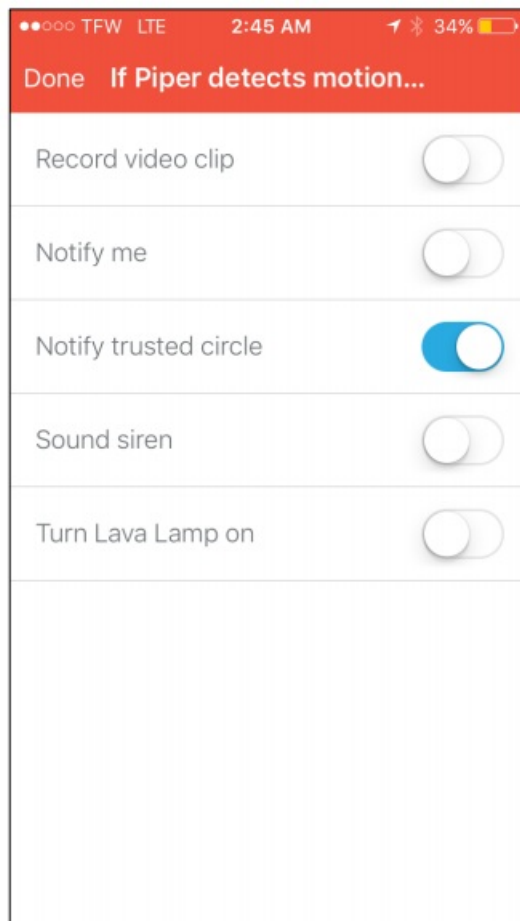 TFW LTE 2:45 AM 34%
Done If Piper detects motion...
Record video clip
Notify me
Notify trusted circle
Sound siren
Turn Lava Lamp on